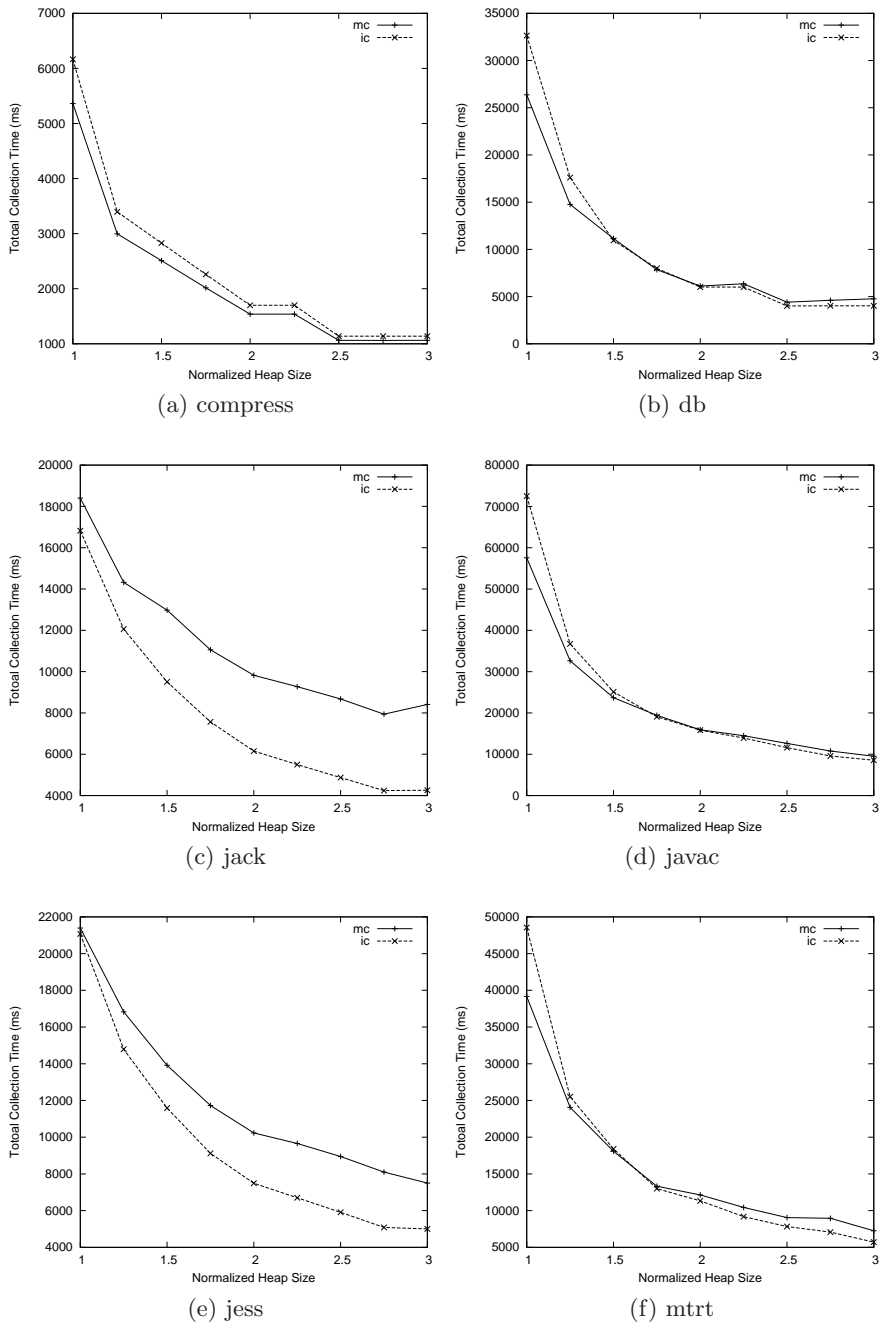 7000
6000
5000
4000
3000
2000
1000
1
1.5
2
2.5
3
Totoal Collection Time (ms)
Normalized Heap Size
mc
ic
(a) compress
35000
30000
25000
20000
15000
10000
5000
0
1
1.5
2
2.5
3
Totoal Collection Time (ms)
Normalized Heap Size
mc
ic
(b) db
20000
18000
16000
14000
12000
10000
8000
6000
4000
1
1.5
2
2.5
3
Totoal Collection Time (ms)
Normalized Heap Size
mc
ic
(c) jack
80000
70000
60000
50000
40000
30000
20000
10000
0
1
1.5
2
2.5
3
Totoal Collection Time (ms)
Normalized Heap Size
mc
ic
(d) javac
22000
20000
18000
16000
14000
12000
10000
8000
6000
4000
1
1.5
2
2.5
3
Totoal Collection Time (ms)
Normalized Heap Size
mc
ic
(e) jess
50000
45000
40000
35000
30000
25000
20000
15000
10000
5000
1
1.5
2
2.5
3
Totoal Collection Time (ms)
Normalized Heap Size
mc
ic
(f) mtrt